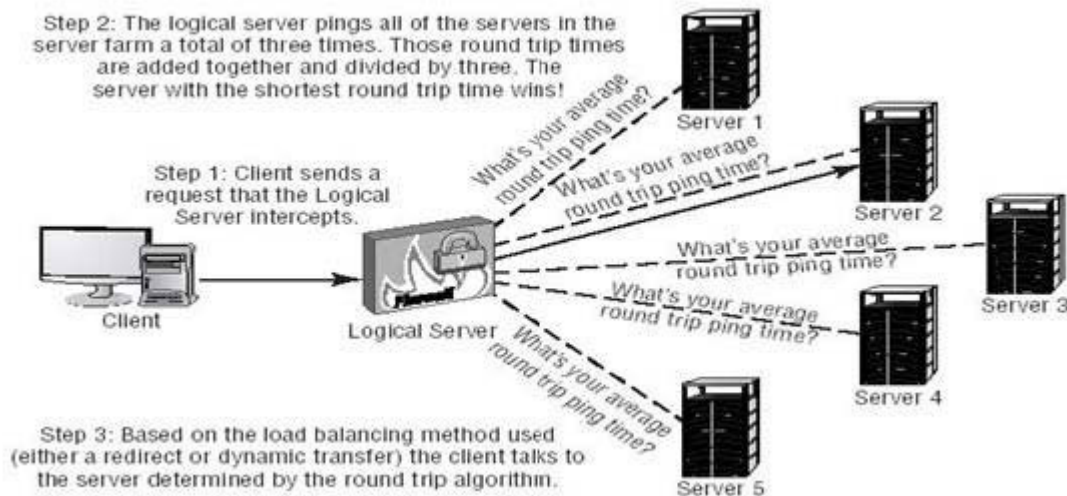 Step 2: The logical server pings all of the servers in the
server farm a total of three times. Those round trip times
are added together and divided by three. The
server with the shortest round trip time wins!
Server 1
What's your average
round trip ping time?
Step 1: Client sends a
request that the Logical
Server intercepts.
What's your average
round trip ping time?
Server 2
What's your average
round trip ping time?
Server 3
Client
Firewall
Logical Server
What's your average
round trip ping time?
Server 4
What's your average
round trip ping time?
Step 3: Based on the load balancing method used
(either a redirect or dynamic transfer) the client talks to
the server determined by the round trip algorithm.
Server 5